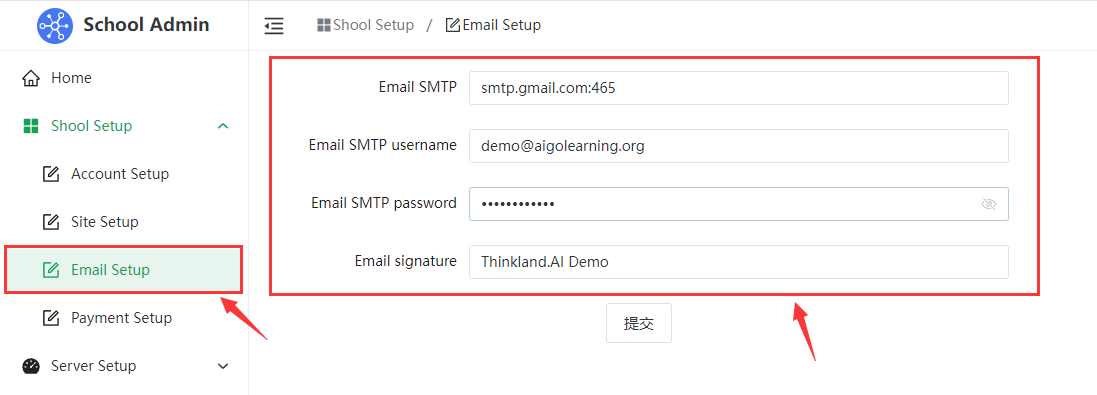 School Admin
Shool Setup / Email Setup
Home
Shool Setup
Account Setup
Site Setup
Email Setup
Payment Setup
Server Setup
Email SMTP smtp.gmail.com:465
Email SMTP username demo@aigolearning.org
Email SMTP password ••••••••••••
Email signature Thinkland.AI Demo
提交